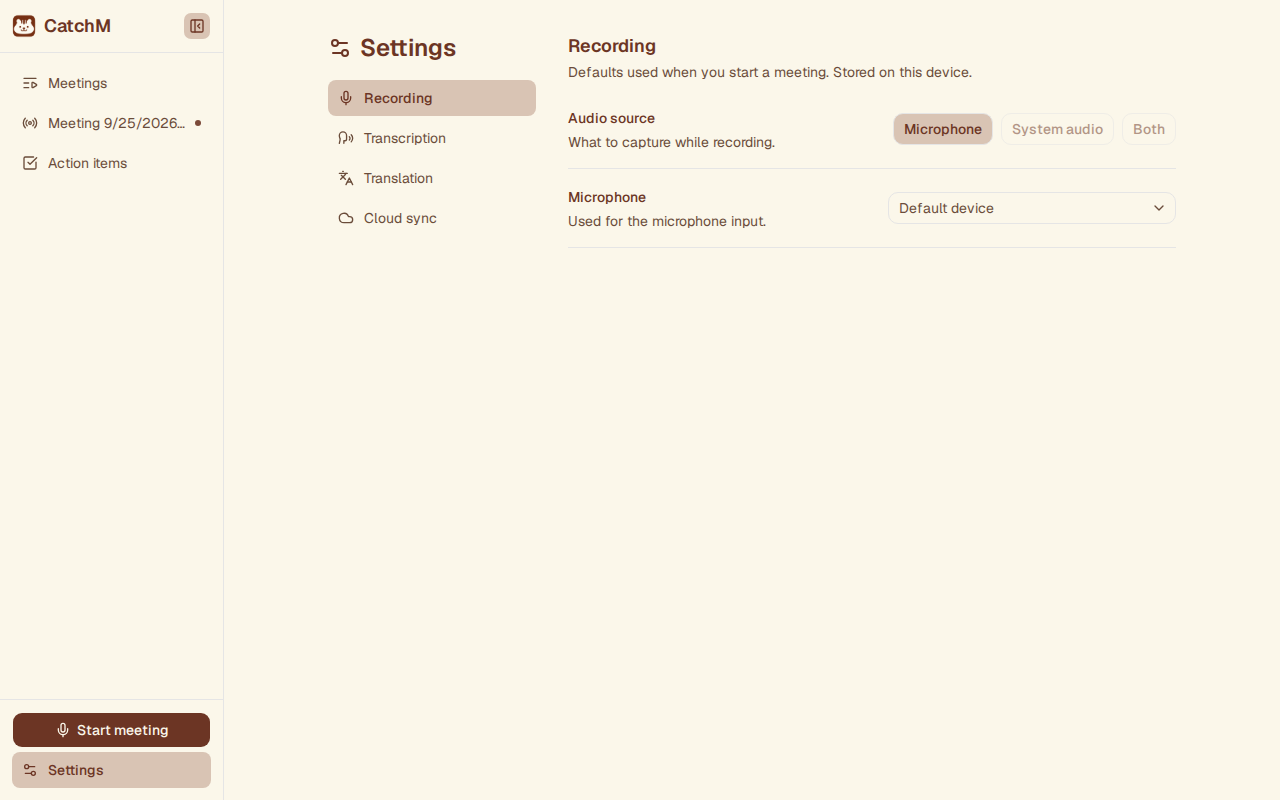 CatchM
Meetings
Meeting 9/25/2026…
Action items
Start meeting
Settings
Settings
Recording
Transcription
Translation
Cloud sync
Recording
Defaults used when you start a meeting. Stored on this device.
Audio source
What to capture while recording.
Microphone System audio Both
Microphone
Used for the microphone input.
Default device